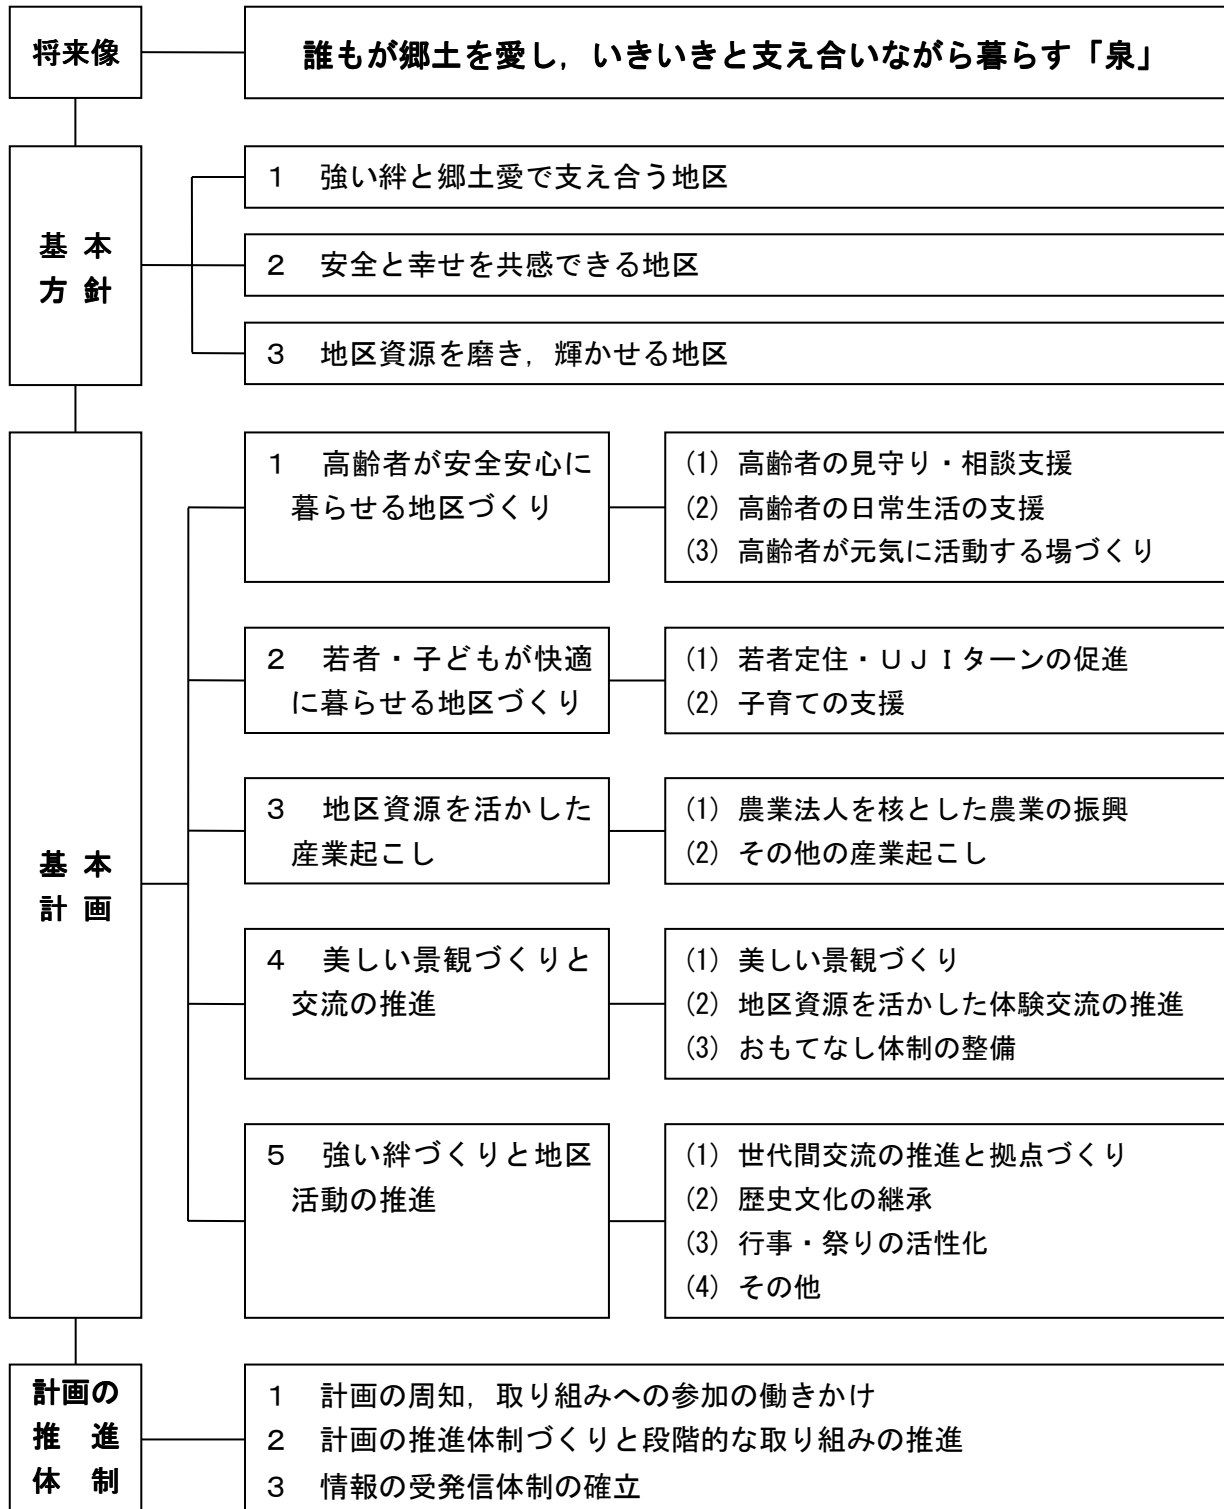 将来像
誰もが郷土を愛し，いきいきと支え合いながら暮らす「泉」
基 本
方 針
１　強い絆と郷土愛で支え合う地区
２　安全と幸せを共感できる地区
３　地区資源を磨き，輝かせる地区
基 本
計 画
１　高齢者が安全安心に
暮らせる地区づくり
(1) 高齢者の見守り・相談支援
(2) 高齢者の日常生活の支援
(3) 高齢者が元気に活動する場づくり
２　若者・子どもが快適
に暮らせる地区づくり
(1) 若者定住・ＵＪＩターンの促進
(2) 子育ての支援
３　地区資源を活かした
産業起こし
(1) 農業法人を核とした農業の振興
(2) その他の産業起こし
４　美しい景観づくりと
交流の推進
(1) 美しい景観づくり
(2) 地区資源を活かした体験交流の推進
(3) おもてなし体制の整備
５　強い絆づくりと地区
活動の推進
(1) 世代間交流の推進と拠点づくり
(2) 歴史文化の継承
(3) 行事・祭りの活性化
(4) その他
計画の
推　進
体　制
１　計画の周知，取り組みへの参加の働きかけ
２　計画の推進体制づくりと段階的な取り組みの推進
３　情報の受発信体制の確立